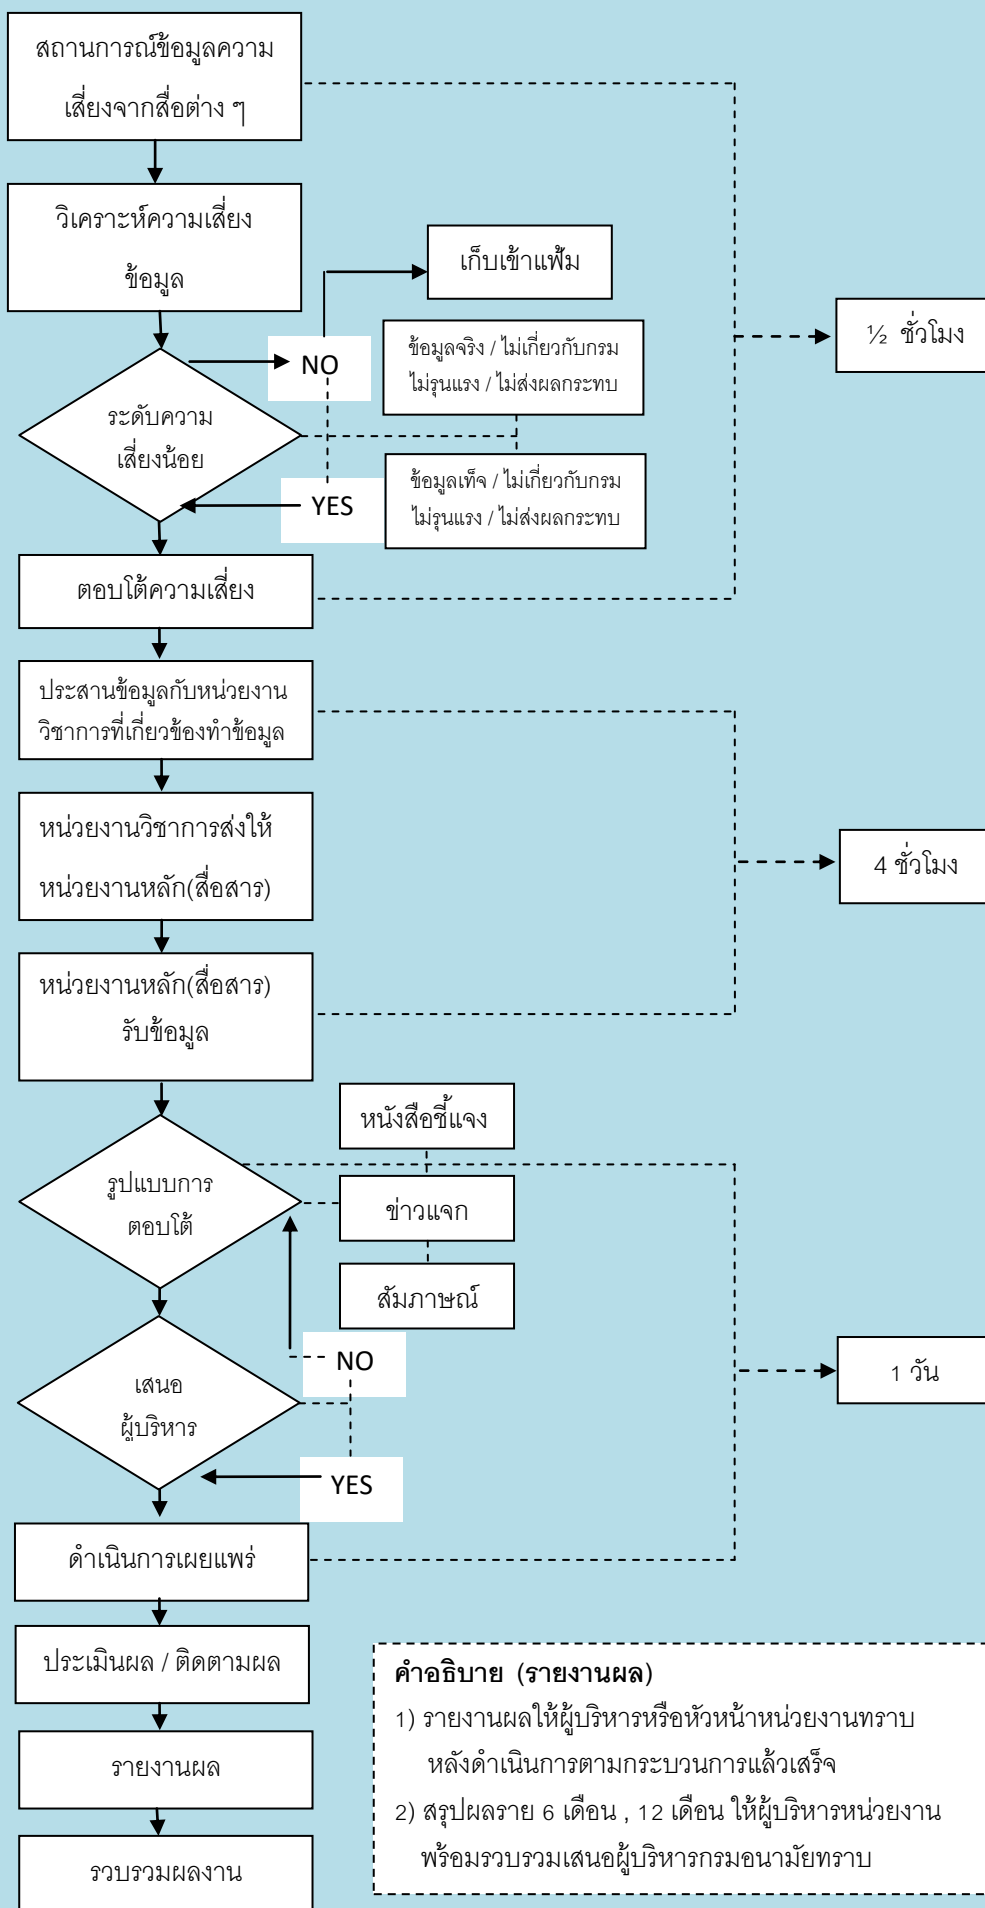 สถานการณ์ข้อมูลความ
เสี่ยงจากสื่อต่าง ๆ
วิเคราะห์ความเสี่ยง
ข้อมูล
เก็บเข้าแฟ้ม
½ ชั่วโมง
NO
ข้อมูลจริง / ไม่เกี่ยวกับกรม
ไม่รุนแรง / ไม่ส่งผลกระทบ
ระดับความ
เสี่ยงน้อย
ข้อมูลเท็จ / ไม่เกี่ยวกับกรม
ไม่รุนแรง / ไม่ส่งผลกระทบ
YES
ตอบโต้ความเสี่ยง
ประสานข้อมูลกับหน่วยงาน
วิชาการที่เกี่ยวข้องทำข้อมูล
หน่วยงานวิชาการส่งให้
หน่วยงานหลัก(สื่อสาร)
4 ชั่วโมง
หน่วยงานหลัก(สื่อสาร)
รับข้อมูล
หนังสือชี้แจง
รูปแบบการ
ตอบโต้
ข่าวแจก
สัมภาษณ์
NO
เสนอ
ผู้บริหาร
1 วัน
YES
ดำเนินการเผยแพร่
ประเมินผล / ติดตามผล
รายงานผล
รวบรวมผลงาน
คำอธิบาย (รายงานผล)
1) รายงานผลให้ผู้บริหารหรือหัวหน้าหน่วยงานทราบ
หลังดำเนินการตามกระบวนการแล้วเสร็จ
2) สรุปผลราย 6 เดือน , 12 เดือน ให้ผู้บริหารหน่วยงาน
พร้อมรวบรวมเสนอผู้บริหารกรมอนามัยทราบ